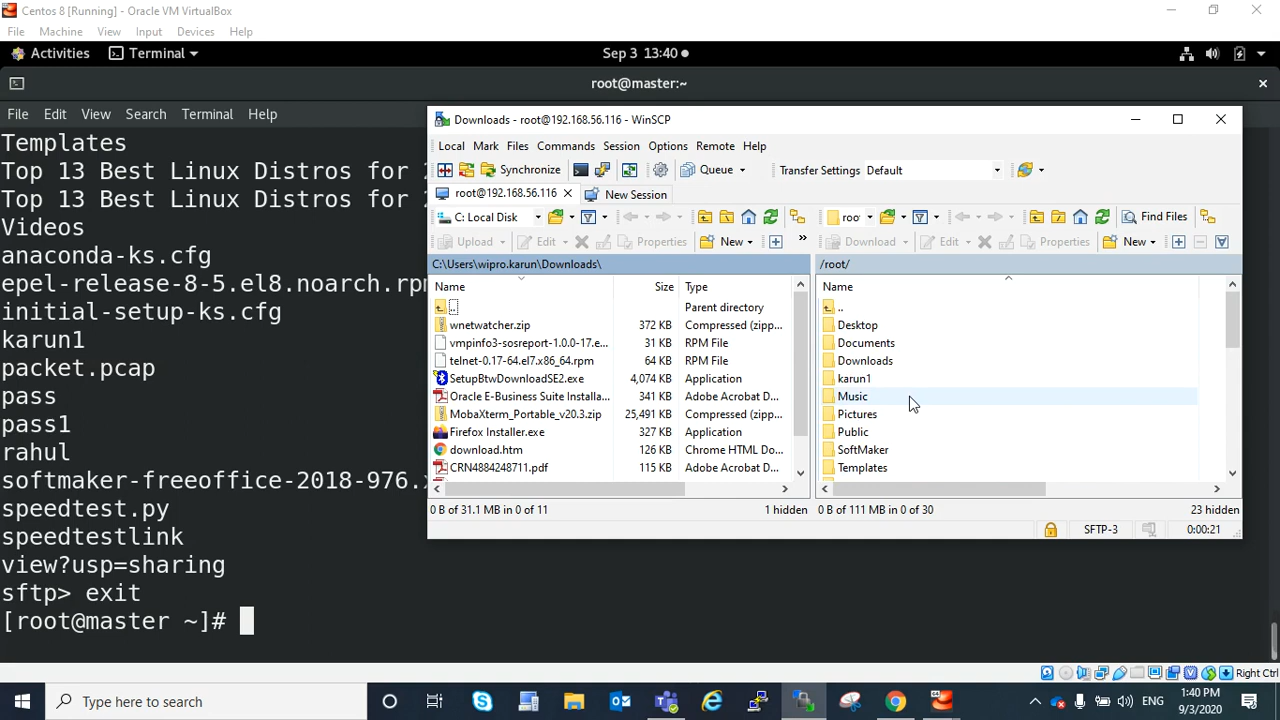 Centos 8 [Running] - Oracle VM VirtualBox
File Machine View Input Devices Help
Activities Terminal Sep 3 13:40
root@master:~
File Edit View Search Terminal Help
Templates
Top 13 Best Linux Distros for
Top 13 Best Linux Distros for
Videos
anaconda-ks.cfg
epel-release-8-5.el8.noarch.rpm
initial-setup-ks.cfg
karun1
packet.pcap
pass
pass1
rahul
softmaker-freeoffice-2018-976.
speedtest.py
speedtestlink
view?usp=sharing
sftp> exit
[root@master ~]#
Downloads - root@192.168.56.116 - WinSCP
Local Mark Files Commands Session Options Remote Help
Synchronize Queue Transfer Settings Default
root@192.168.56.116 New Session
C: Local Disk roo Find Files
Upload Edit Properties New » Download Edit Properties New
C:\Users\wipro.karun\Downloads\ /root/
Name Size Type Name
. Parent directory ..
wnetwatcher.zip 372 KB Compressed (zipp... Desktop
vmpinfo3-sosreport-1.0.0-17.e... 31 KB RPM File Documents
telnet-0.17-64.el7.x86_64.rpm 64 KB RPM File Downloads
SetupBtwDownloadSE2.exe 4,074 KB Application karun1
Oracle E-Business Suite Installa... 341 KB Adobe Acrobat D... Music
MobaXterm_Portable_v20.3.zip 25,491 KB Compressed (zipp... Pictures
Firefox Installer.exe 327 KB Application Public
download.htm 126 KB Chrome HTML Do... SoftMaker
CRN4884248711.pdf 115 KB Adobe Acrobat D... Templates
0 B of 31.1 MB in 0 of 11 1 hidden 0 B of 111 MB in 0 of 30 23 hidden
SFTP-3 0:00:21
Right Ctrl
Type here to search ENG 1:40 PM
9/3/2020